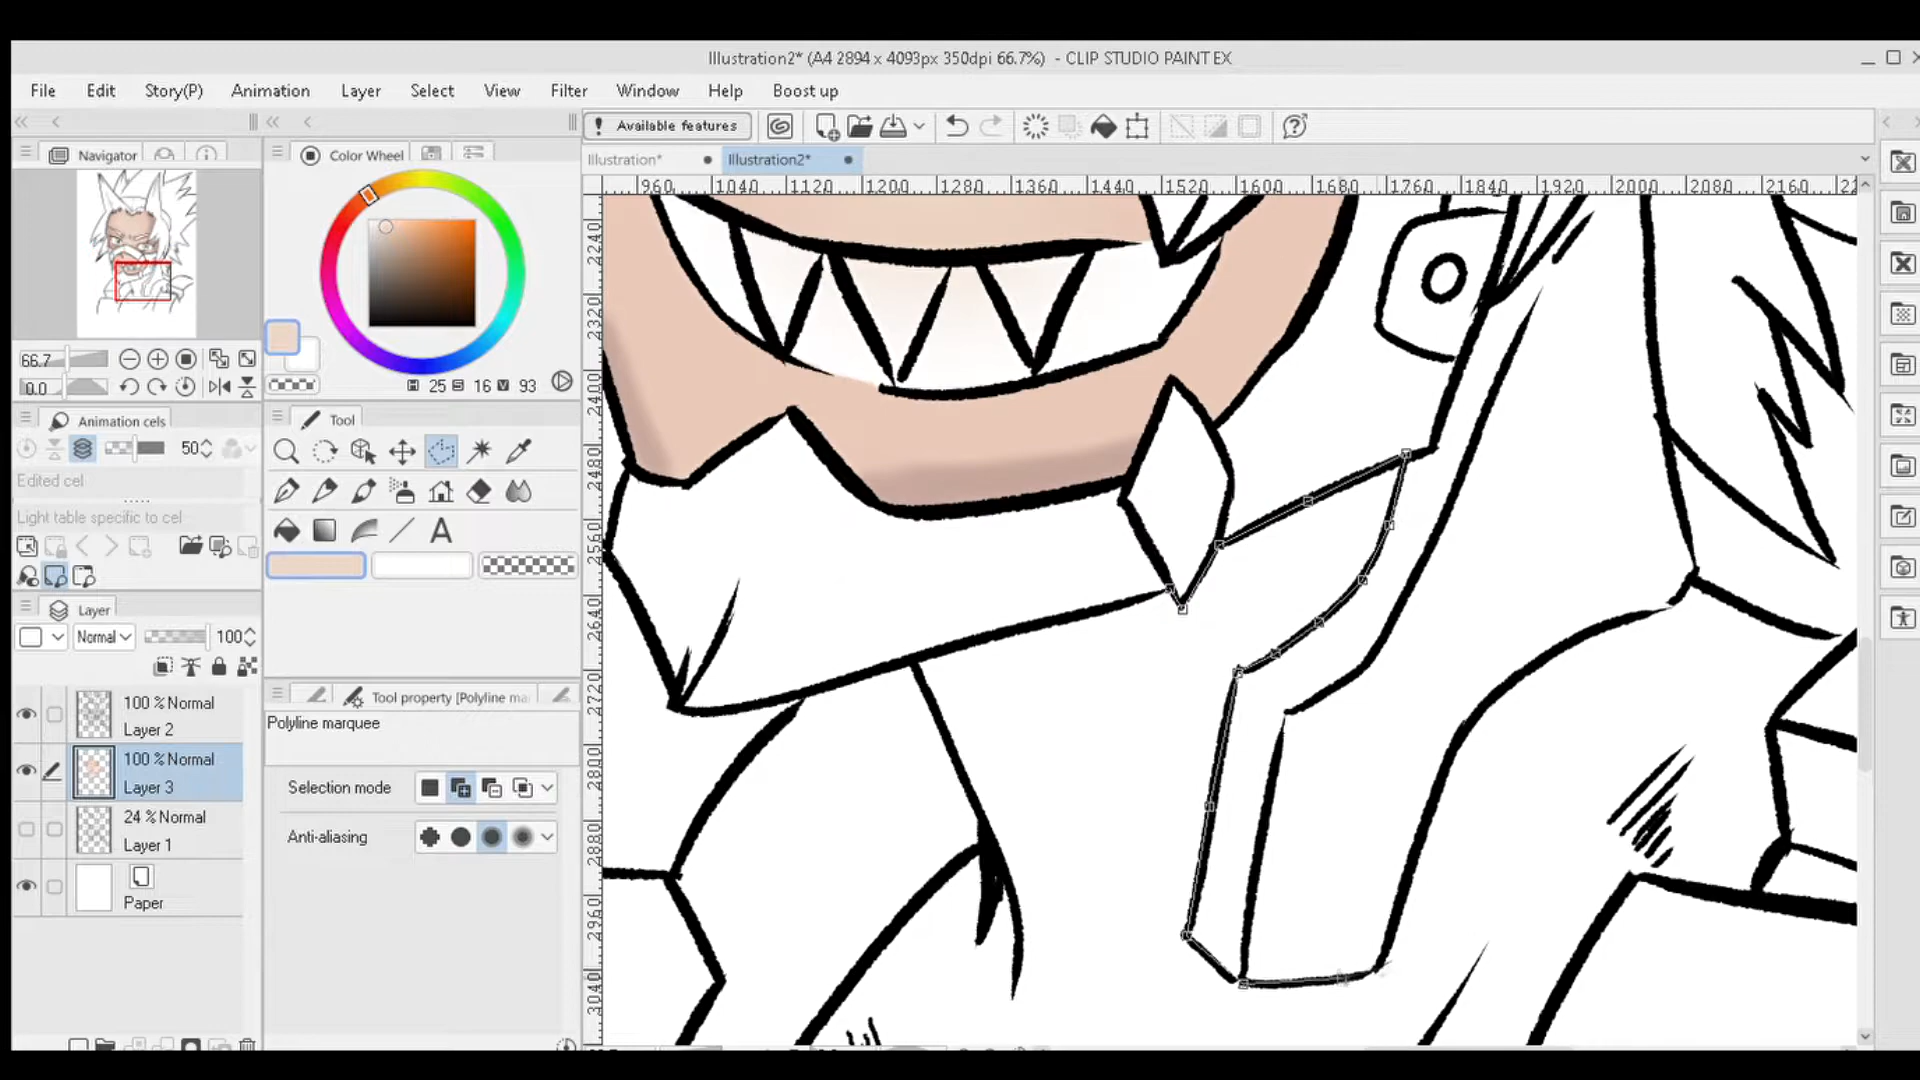 Illustration2* (A4 2894 x 4093px 350dpi 66.7%) - CLIP STUDIO PAINT EX
File Edit Story(P) Animation Layer Select View Filter Window Help Boost up
! Available features
Navigator
Color Wheel
Illustration* Illustration2*
960 1040 1120 1200 1280 1360 1440 1520 1600 1680 1760 1840 1920 2000 2080 2160 22
66.7
0.0
H 25 S 16 V 93
Animation cels
Tool
50
Edited cel
Light table specific to cel
A
Layer
Normal 100
Tool property [Polyline ma
Polyline marquee
100 % Normal
Layer 2
100 % Normal
Layer 3
Selection mode
24 % Normal
Layer 1
Anti-aliasing
Paper
2240
2320
2400
2480
2560
2640
2720
2800
2880
2960
3040